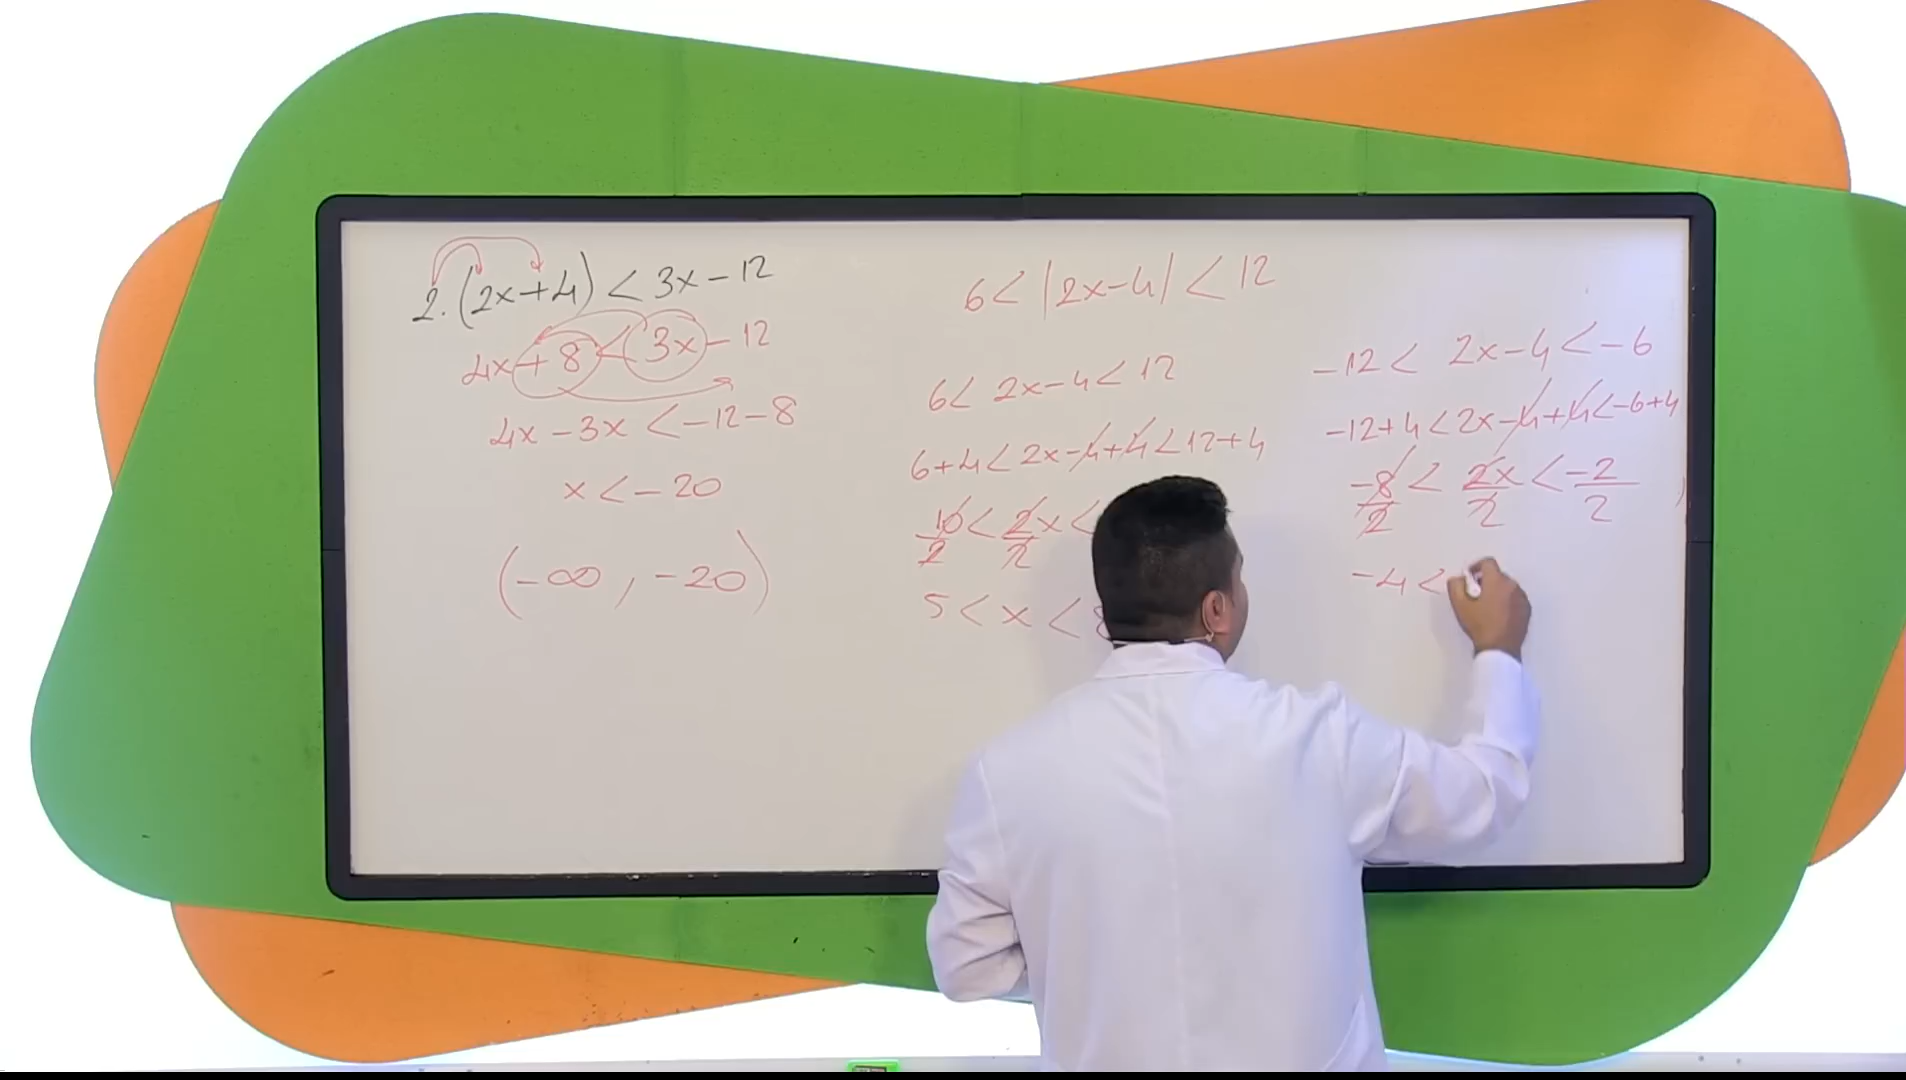 2.(2x+4)<3x-12
4x+8<3x-12
4x-3x<-12-8
x<-20
(-∞, -20)
6<|2x-4|<12
6<2x-4<12
6+4<2x-4+4<12+4
10/2<2x/2<
5<x<8
-12<2x-4<-6
-12+4<2x-4+4<-6+4
-8/2<2x/2<-2/2
-4<